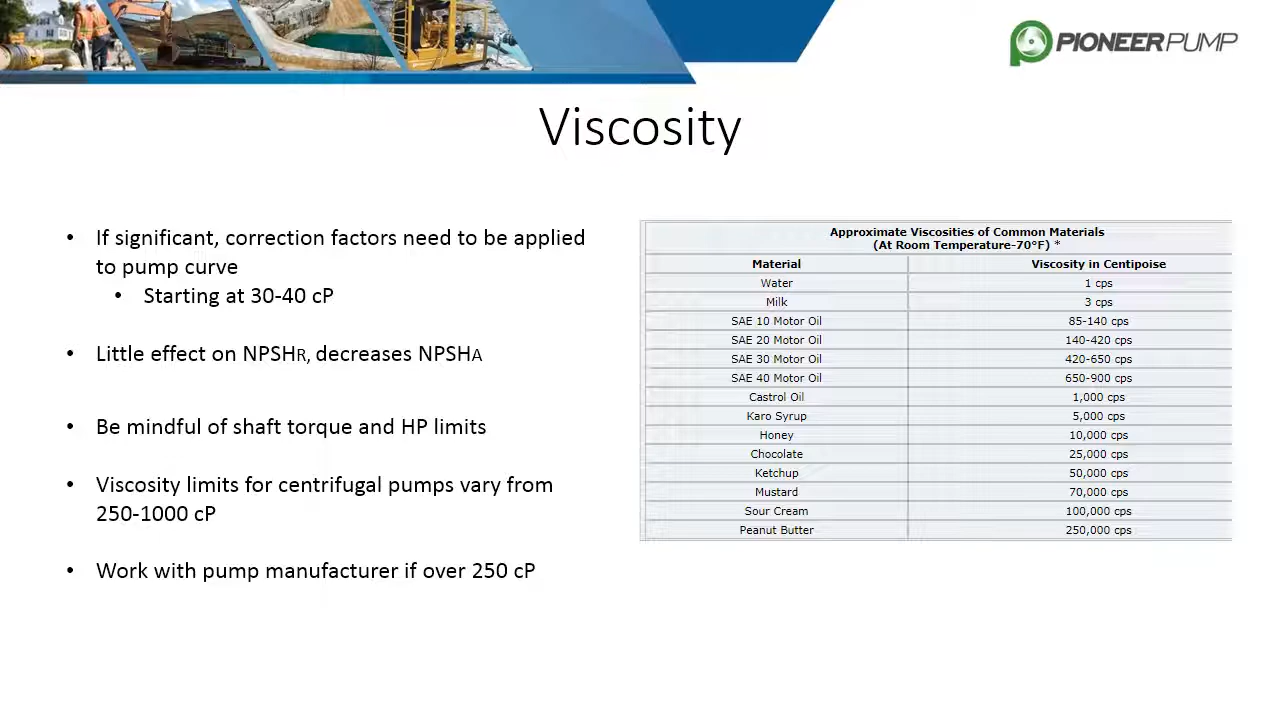 PIONEERPUMP
Viscosity
• If significant, correction factors need to be applied
to pump curve
• Starting at 30-40 cP
• Little effect on NPSHR, decreases NPSHA
• Be mindful of shaft torque and HP limits
• Viscosity limits for centrifugal pumps vary from
250-1000 cP
• Work with pump manufacturer if over 250 cP
Approximate Viscosities of Common Materials
(At Room Temperature-70°F) *
Material Viscosity in Centipoise
Water 1 cps
Milk 3 cps
SAE 10 Motor Oil 85-140 cps
SAE 20 Motor Oil 140-420 cps
SAE 30 Motor Oil 420-650 cps
SAE 40 Motor Oil 650-900 cps
Castrol Oil 1,000 cps
Karo Syrup 5,000 cps
Honey 10,000 cps
Chocolate 25,000 cps
Ketchup 50,000 cps
Mustard 70,000 cps
Sour Cream 100,000 cps
Peanut Butter 250,000 cps